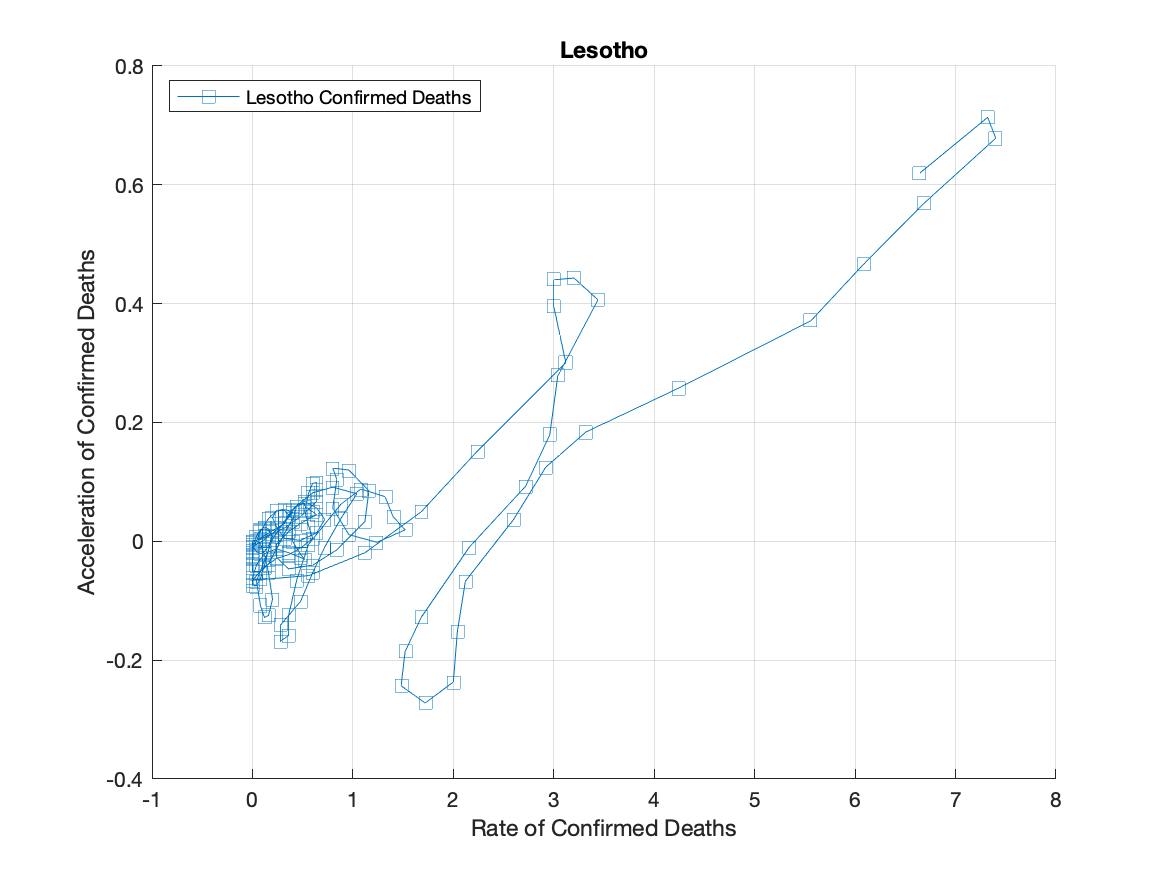 Lesotho
Lesotho Confirmed Deaths
Acceleration of Confirmed Deaths
0.8
0.6
0.4
0.2
0
-0.2
-0.4
-1 0 1 2 3 4 5 6 7 8
Rate of Confirmed Deaths